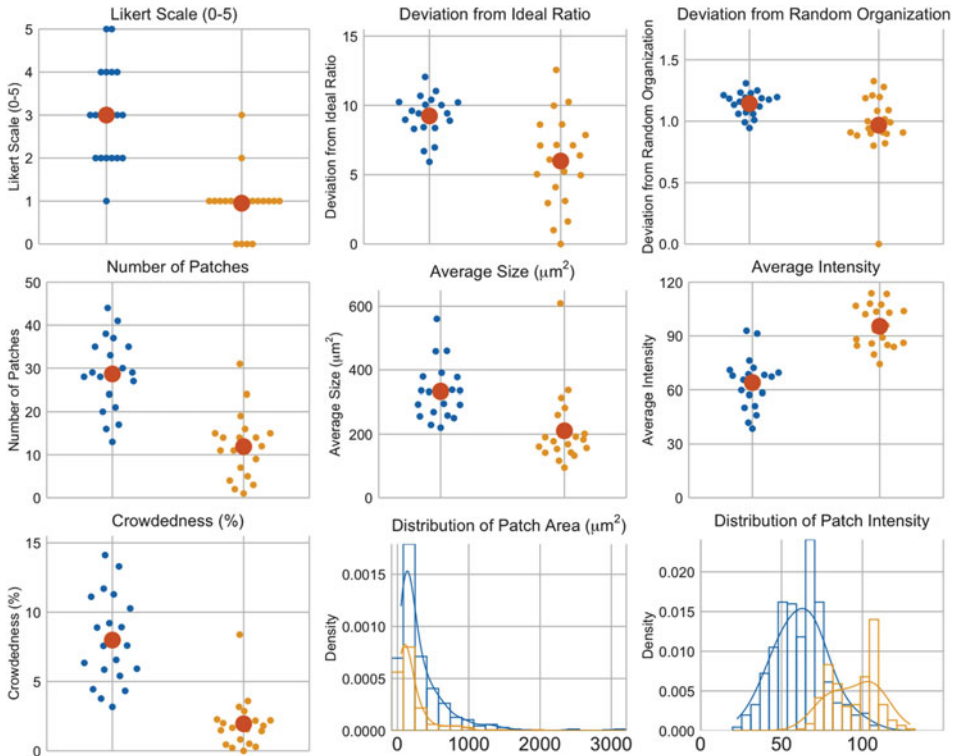 Likert Scale (0-5)
Likert Scale (0-5)
5
4
3
2
1
0
Deviation from Ideal Ratio
Deviation from Ideal Ratio
15
10
5
0
Deviation from Random Organization
Deviation from Random Organization
1.5
1.0
0.5
0.0
Number of Patches
Number of Patches
50
40
30
20
10
0
Average Size (μm²)
Average Size (μm²)
600
400
200
0
Average Intensity
Average Intensity
120
90
60
30
0
Crowdedness (%)
Crowdedness (%)
15
10
5
0
Distribution of Patch Area (μm²)
Density
0.0015
0.0010
0.0005
0.0000
0 1000 2000 3000
Distribution of Patch Intensity
Density
0.020
0.015
0.010
0.005
0.000
0 50 100